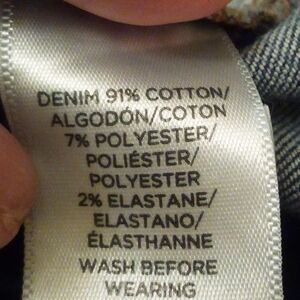 DENIM 91% COTTON/
ALGODÓN/COTON
7% POLYESTER/
POLIÉSTER/
POLYESTER
2% ELASTANE/
ELASTANO/
ÉLASTHANNE
WASH BEFORE
WEARING